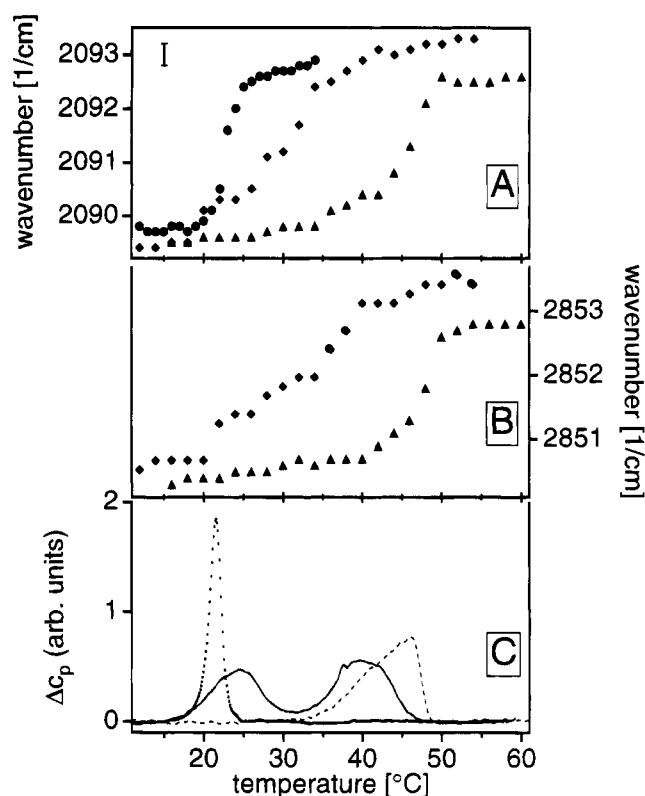 2093
2092
2091
2090
wavenumber [1/cm]
A
2853
2852
2851
wavenumber [1/cm]
B
2
1
0
Δcp (arb. units)
C
20 30 40 50 60
temperature [°C]